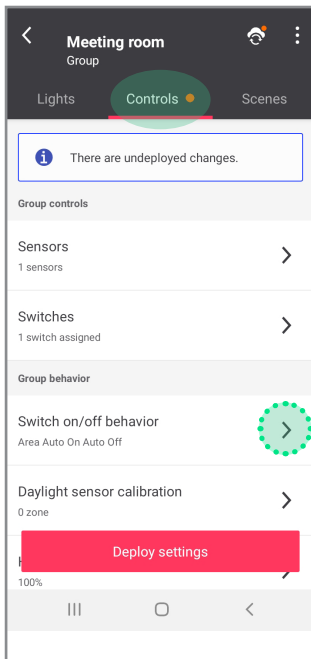 Meeting room
Group
Lights Controls Scenes
There are undeployed changes.
Group controls
Sensors
1 sensors
Switches
1 switch assigned
Group behavior
Switch on/off behavior
Area Auto On Auto Off
Daylight sensor calibration
0 zone
Deploy settings
100%